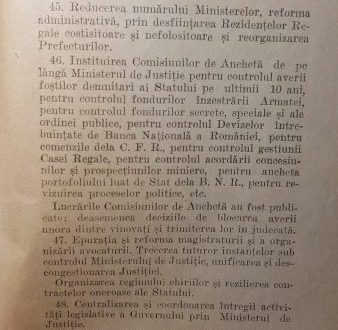 45. Reducerea numărului Ministerelor, reforma
administrativă, prin desființarea Rezidențelor Re-
gale costisitoare și nefolositoare și reorganizarea
Prefecturilor.
46. Instituirea Comisiunilor de Anchetă de pe
lângă Ministerul de Justiție pentru controlul averii
foștilor demnitari ai Statului pe ultimii 10 ani,
pentru controlul fondurilor înzestrării Armatei,
pentru controlul fondurilor secrete, speciale și ale
ordinei publice, pentru controlul Devizelor între-
buințate de Banca Națională a României, pentru
comenzile dela C. F. R., pentru controlul gestiunii
Casei Regale, pentru controlul acordării concesiu-
nilor și prospecțiunilor miniere, pentru ancheta
portofoliului luat de Stat dela B. N. R., pentru re-
vizuirea proceselor politice, etc.
Lucrările Comisiunilor de Anchetă au fost publi-
cate; deasemenea deciziile de blocarea averii
unora dintre vinovați și trimiterea lor în judecată.
47. Epurația și reforma magistraturii și a orga-
nizării avocaturii. Trecerea tuturor instanțelor sub
controlul Ministerului de Justiție, unificarea și des-
congestionarea Justiției.
Organizarea regimului chiriilor și rezilierea con-
tractelor oneroase ale Statului.
48. Centralizarea și coordonarea întregii activi-
tăți legislative a Guvernului prin Ministerul de
Justiție.